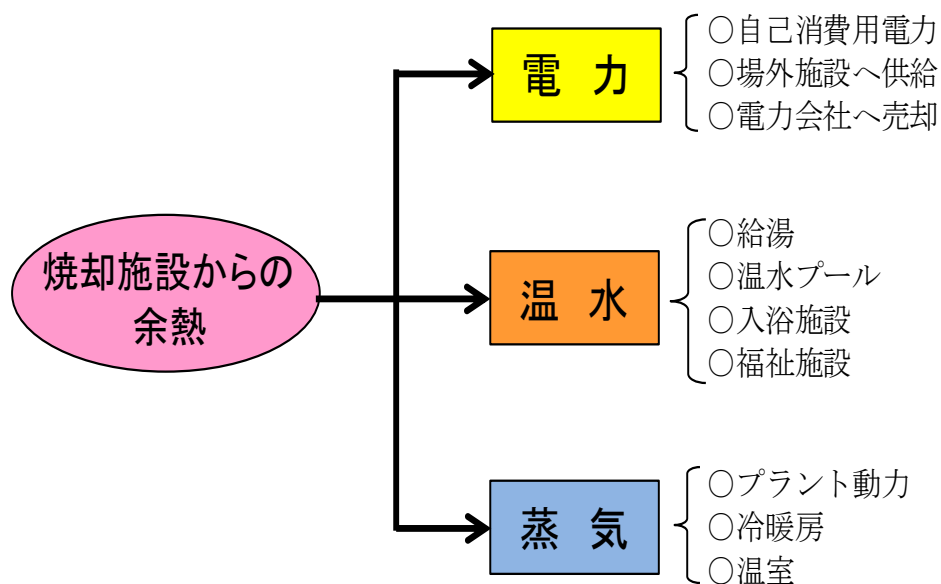 電 力
○自己消費用電力
○場外施設へ供給
○電力会社へ売却
焼却施設からの
余熱
温 水
○給湯
○温水プール
○入浴施設
○福祉施設
蒸 気
○プラント動力
○冷暖房
○温室